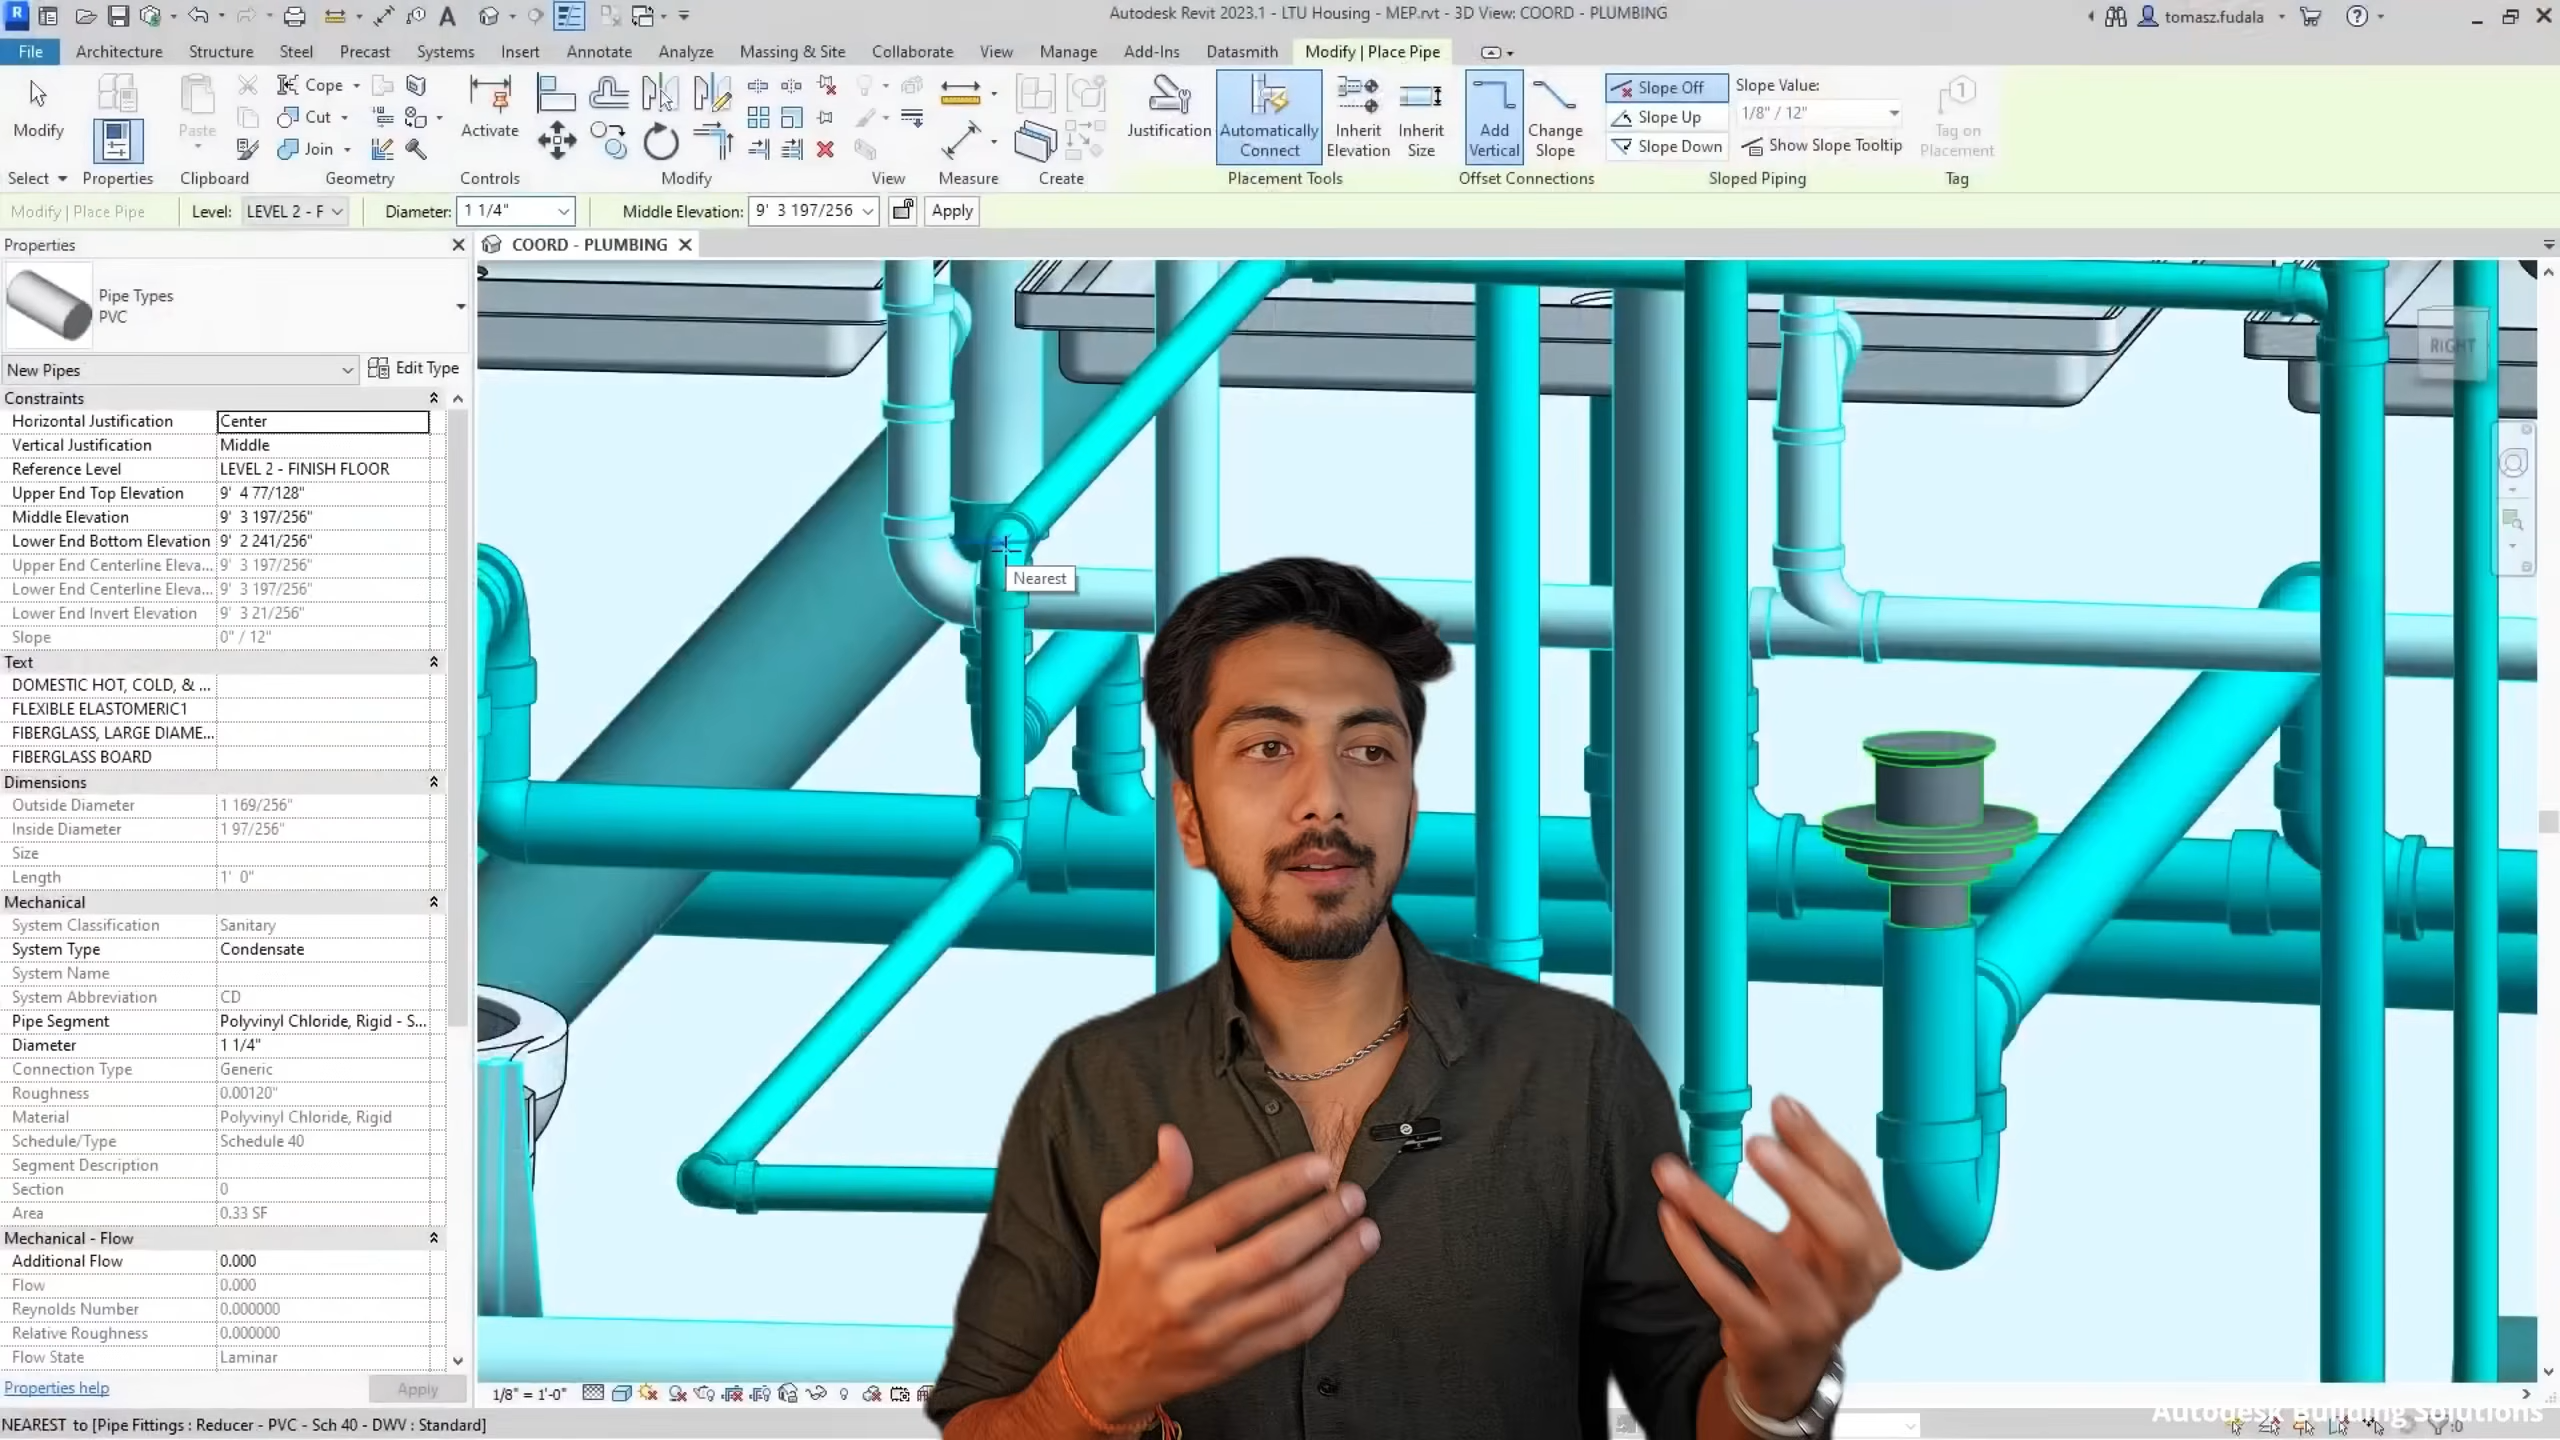 Autodesk Revit 2023.1 - LTU Housing - MEP.rvt - 3D View: COORD - PLUMBING
tomasz.fudala
File Architecture Structure Steel Precast Systems Insert Annotate Analyze Massing & Site Collaborate View Manage Add-Ins Datasmith Modify | Place Pipe
Modify
Paste
Cope
Cut
Join
Activate
Justification
Automatically
Connect
Inherit
Elevation
Inherit
Size
Add
Vertical
Change
Slope
Slope Off
Slope Up
Slope Down
Slope Value:
1/8" / 12"
Show Slope Tooltip
Tag on
Placement
Select Properties Clipboard Geometry Controls Modify View Measure Create Placement Tools Offset Connections Sloped Piping Tag
Modify | Place Pipe Level: LEVEL 2 - F Diameter: 1 1/4" Middle Elevation: 9' 3 197/256 Apply
Properties
COORD - PLUMBING
Pipe Types
PVC
New Pipes Edit Type
Constraints
Horizontal Justification Center
Vertical Justification Middle
Reference Level LEVEL 2 - FINISH FLOOR
Upper End Top Elevation 9' 4 77/128"
Middle Elevation 9' 3 197/256"
Lower End Bottom Elevation 9' 2 241/256"
Upper End Centerline Eleva... 9' 3 197/256"
Lower End Centerline Eleva... 9' 3 197/256"
Lower End Invert Elevation 9' 3 21/256"
Slope 0" / 12"
Text
DOMESTIC HOT, COLD, & ...
FLEXIBLE ELASTOMERIC1
FIBERGLASS, LARGE DIAME...
FIBERGLASS BOARD
Dimensions
Outside Diameter 1 169/256"
Inside Diameter 1 97/256"
Size
Length 1' 0"
Mechanical
System Classification Sanitary
System Type Condensate
System Name
System Abbreviation CD
Pipe Segment Polyvinyl Chloride, Rigid - S...
Diameter 1 1/4"
Connection Type Generic
Roughness 0.00120"
Material Polyvinyl Chloride, Rigid
Schedule/Type Schedule 40
Segment Description
Section 0
Area 0.33 SF
Mechanical - Flow
Additional Flow 0.000
Flow 0.000
Reynolds Number 0.000000
Relative Roughness 0.000000
Flow State Laminar
Properties help Apply
Nearest
RIGHT
1/8" = 1'-0"
NEAREST to [Pipe Fittings : Reducer - PVC - Sch 40 - DWV : Standard]
Autodesk Building Solutions
:0